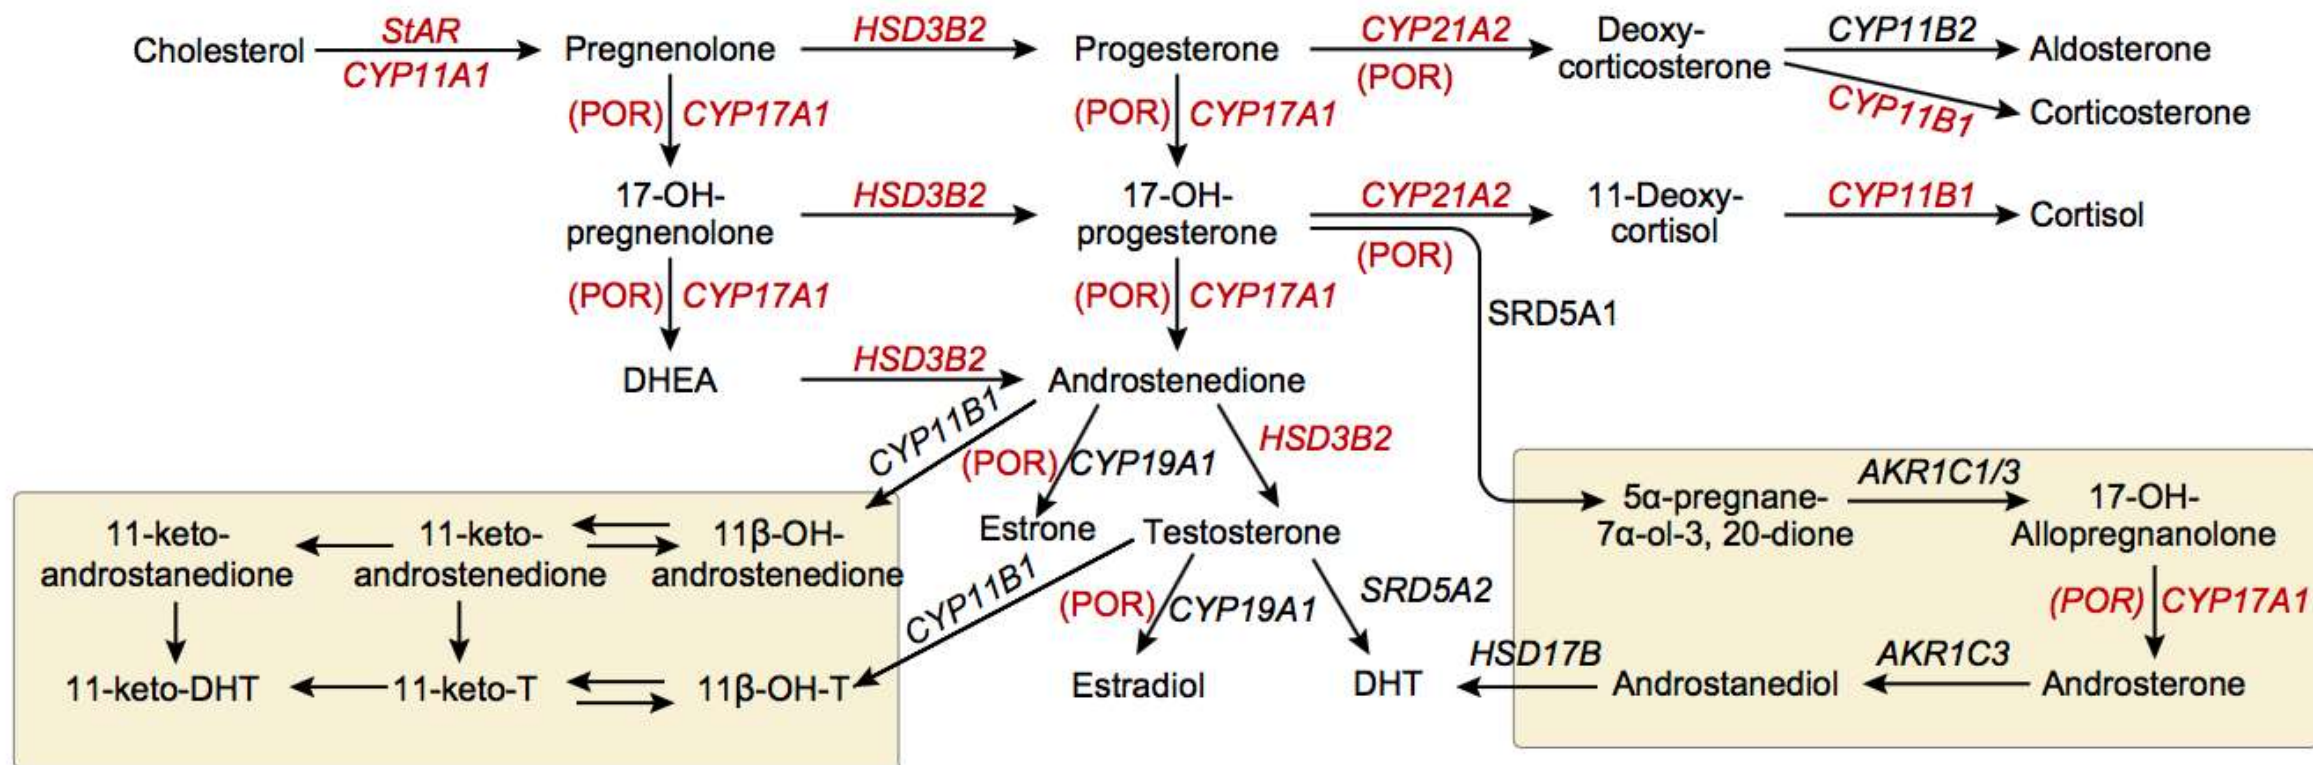 StAR
HSD3B2
CYP21A2
Deoxy-
CYP11B2
Cholesterol
Pregnenolone
Progesterone
corticosterone
Aldosterone
CYP11A1
(POR)
(POR) CYP17A1
(POR) CYP17A1
CYP11B1
Corticosterone
17-OH-
HSD3B2
17-OH-
CYP21A2
11-Deoxy-
CYP11B1
pregnenolone
progesterone
cortisol
Cortisol
(POR)
(POR) CYP17A1
(POR) CYP17A1
SRD5A1
HSD3B2
DHEA
Androstenedione
CYP11B1
(POR) CYP19A1
HSD3B2
5α-pregnane-
AKR1C1/3
17-OH-
7α-ol-3, 20-dione
Allopregnanolone
11-keto-
11-keto-
11β-OH-
Estrone
Testosterone
androstanedione
androstenedione
androstenedione
CYP11B1
(POR) CYP19A1
SRD5A2
(POR) CYP17A1
11-keto-DHT
11-keto-T
11β-OH-T
Estradiol
DHT
HSD17B
Androstanediol
AKR1C3
Androsterone